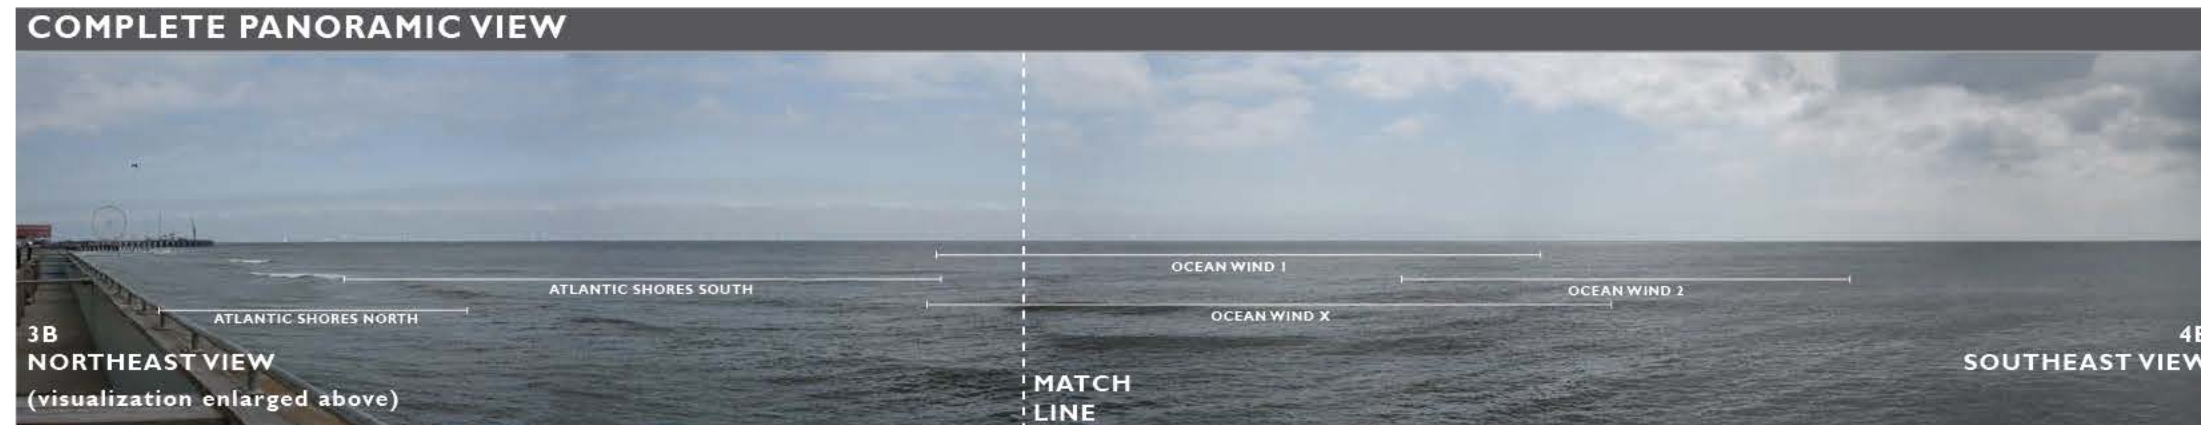 COMPLETE PANORAMIC VIEW
OCEAN WIND 1
ATLANTIC SHORES SOUTH
OCEAN WIND 2
ATLANTIC SHORES NORTH
OCEAN WIND X
3B
NORTHEAST VIEW
(visualization enlarged above)
MATCH
LINE
4B
SOUTHEAST VIEW